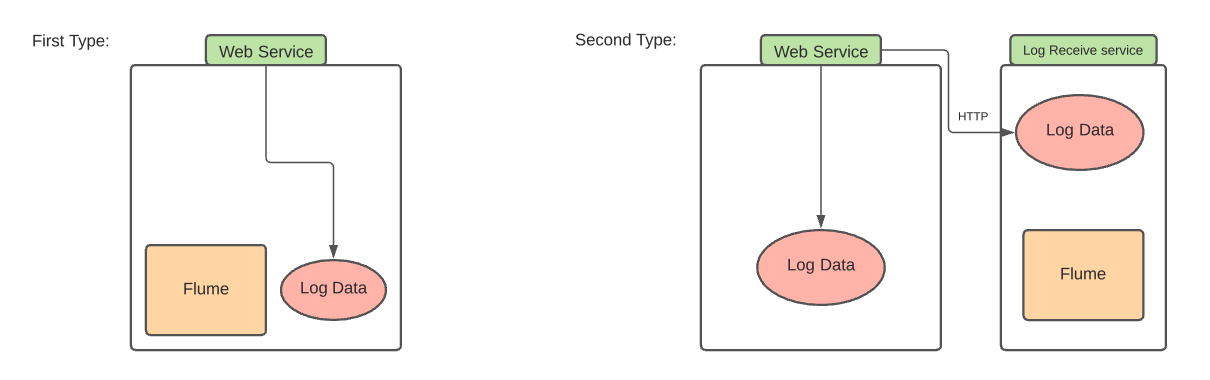 First Type:
Web Service
Flume
Log Data
Second Type:
Web Service
Log Data
HTTP
Log Receive service
Log Data
Flume